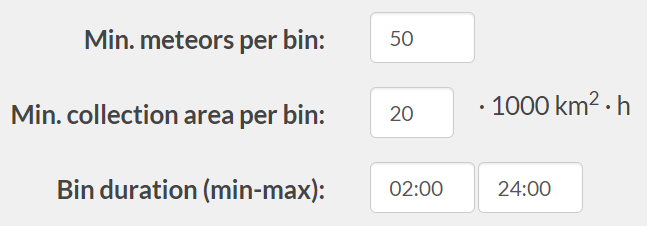 Min. meteors per bin: 50
Min. collection area per bin: 20 · 1000 km² · h
Bin duration (min-max): 02:00 24:00